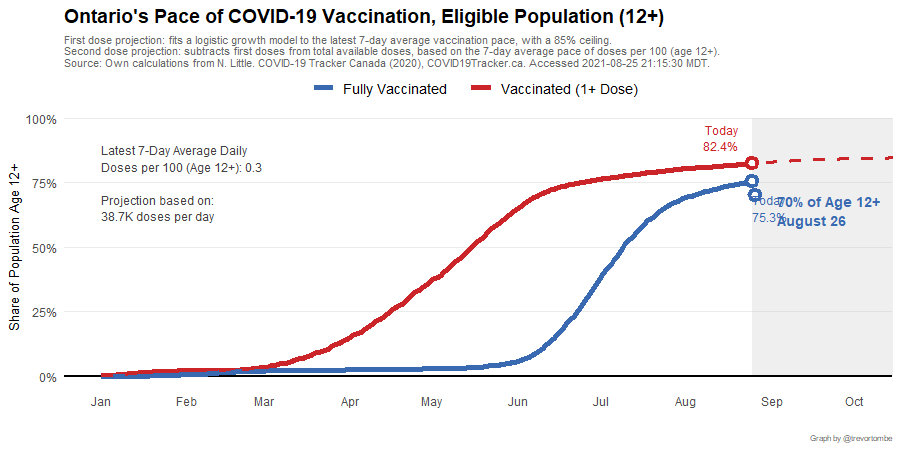 Ontario's Pace of COVID-19 Vaccination, Eligible Population (12+)
First dose projection: fits a logistic growth model to the latest 7-day average vaccination pace, with a 85% ceiling.
Second dose projection: subtracts first doses from total available doses, based on the 7-day average pace of doses per 100 (age 12+).
Source: Own calculations from N. Little. COVID-19 Tracker Canada (2020), COVID19Tracker.ca. Accessed 2021-08-25 21:15:30 MDT.
Fully Vaccinated
Vaccinated (1+ Dose)
Share of Population Age 12+
100%
75%
50%
25%
0%
Latest 7-Day Average Daily
Doses per 100 (Age 12+): 0.3
Projection based on:
38.7K doses per day
Today
82.4%
Today
75.3%
70% of Age 12+
August 26
Jan
Feb
Mar
Apr
May
Jun
Jul
Aug
Sep
Oct
Graph by @trevortombe